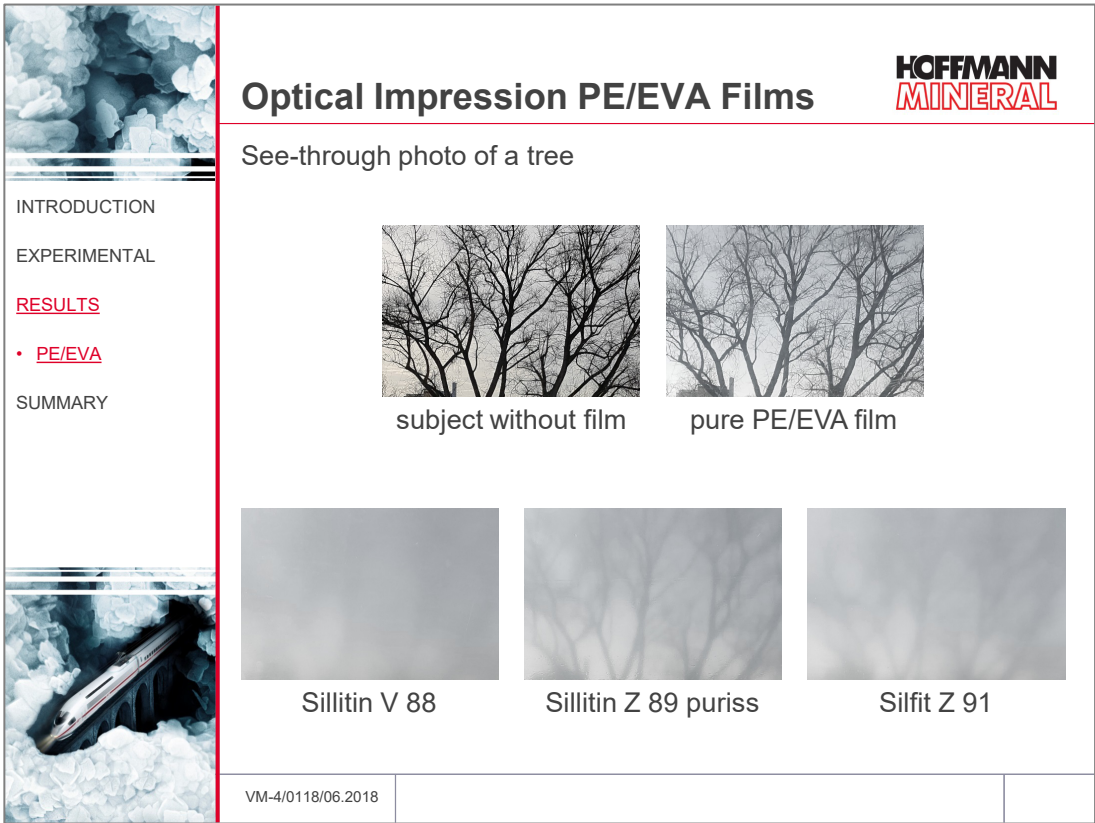 Optical Impression PE/EVA Films
HOFFMANN
MINERAL
See-through photo of a tree
INTRODUCTION
EXPERIMENTAL
RESULTS
• PE/EVA
SUMMARY
subject without film
pure PE/EVA film
Sillitin V 88
Sillitin Z 89 puriss
Silfit Z 91
VM-4/0118/06.2018